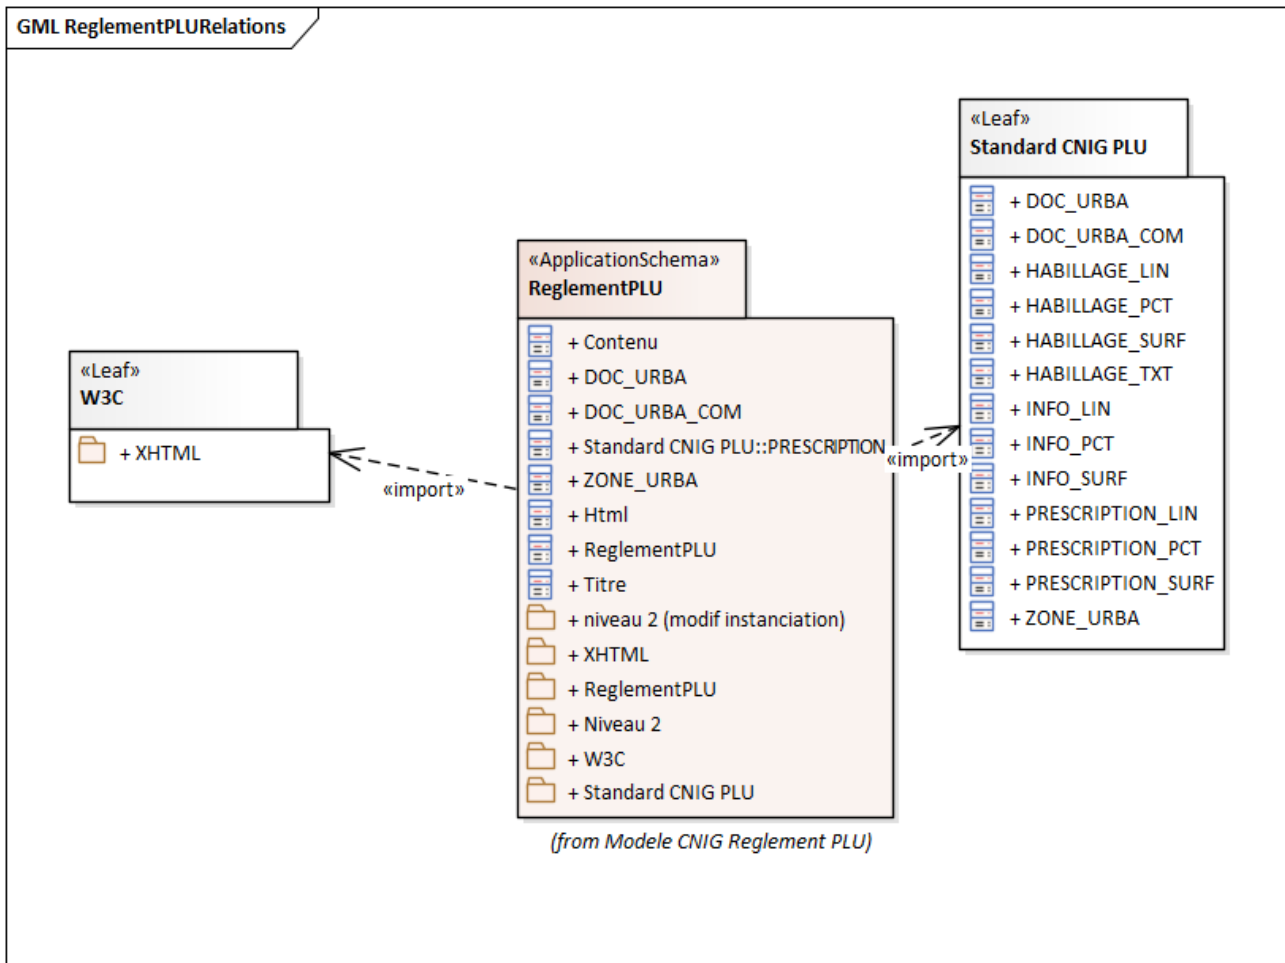 GML ReglementPLURelations
«Leaf»
W3C
+ XHTML
«import»
«ApplicationSchema»
ReglementPLU
+ Contenu
+ DOC_URBA
+ DOC_URBA_COM
+ Standard CNIG PLU::PRESCRIPTION
+ ZONE_URBA
+ Html
+ ReglementPLU
+ Titre
+ niveau 2 (modif instanciation)
+ XHTML
+ ReglementPLU
+ Niveau 2
+ W3C
+ Standard CNIG PLU
(from Modele CNIG Reglement PLU)
«import»
«Leaf»
Standard CNIG PLU
+ DOC_URBA
+ DOC_URBA_COM
+ HABILLAGE_LIN
+ HABILLAGE_PCT
+ HABILLAGE_SURF
+ HABILLAGE_TXT
+ INFO_LIN
+ INFO_PCT
+ INFO_SURF
+ PRESCRIPTION_LIN
+ PRESCRIPTION_PCT
+ PRESCRIPTION_SURF
+ ZONE_URBA